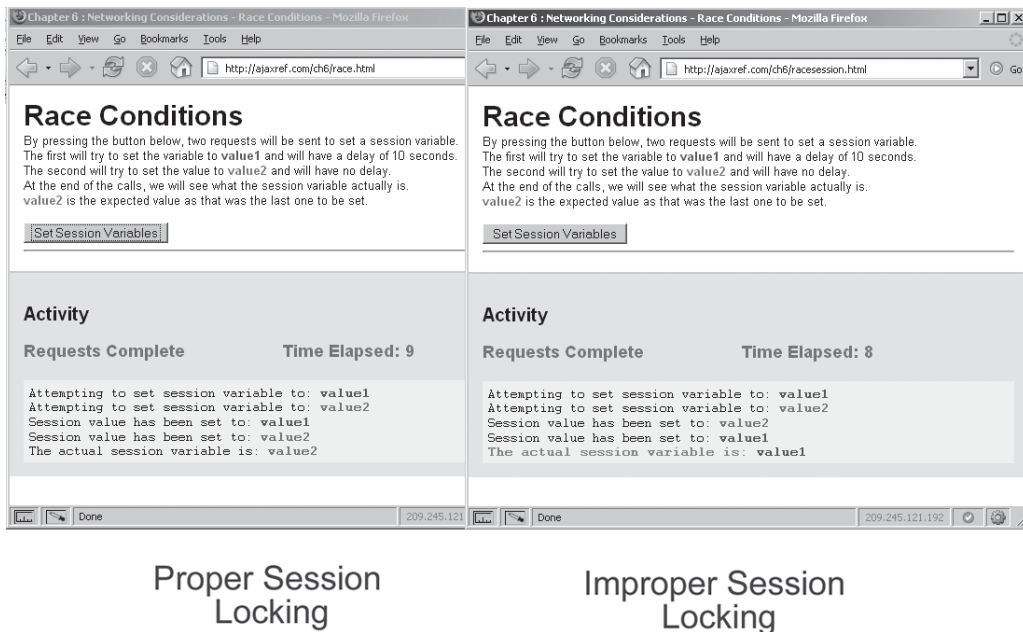 Chapter 6 : Networking Considerations - Race Conditions - Mozilla Firefox
File Edit View Go Bookmarks Tools Help
http://ajaxref.com/ch6/race.html
Race Conditions
By pressing the button below, two requests will be sent to set a session variable.
The first will try to set the variable to value1 and will have a delay of 10 seconds.
The second will try to set the value to value2 and will have no delay.
At the end of the calls, we will see what the session variable actually is.
value2 is the expected value as that was the last one to be set.
Set Session Variables
Activity
Requests Complete Time Elapsed: 9
Attempting to set session variable to: value1
Attempting to set session variable to: value2
Session value has been set to: value1
Session value has been set to: value2
The actual session variable is: value2
Done 209.245.121
Proper Session
Locking
Chapter 6 : Networking Considerations - Race Conditions - Mozilla Firefox
File Edit View Go Bookmarks Tools Help
http://ajaxref.com/ch6/racesession.html Go
Race Conditions
By pressing the button below, two requests will be sent to set a session variable.
The first will try to set the variable to value1 and will have a delay of 10 seconds.
The second will try to set the value to value2 and will have no delay.
At the end of the calls, we will see what the session variable actually is.
value2 is the expected value as that was the last one to be set.
Set Session Variables
Activity
Requests Complete Time Elapsed: 8
Attempting to set session variable to: value1
Attempting to set session variable to: value2
Session value has been set to: value2
Session value has been set to: value1
The actual session variable is: value1
Done 209.245.121.192
Improper Session
Locking